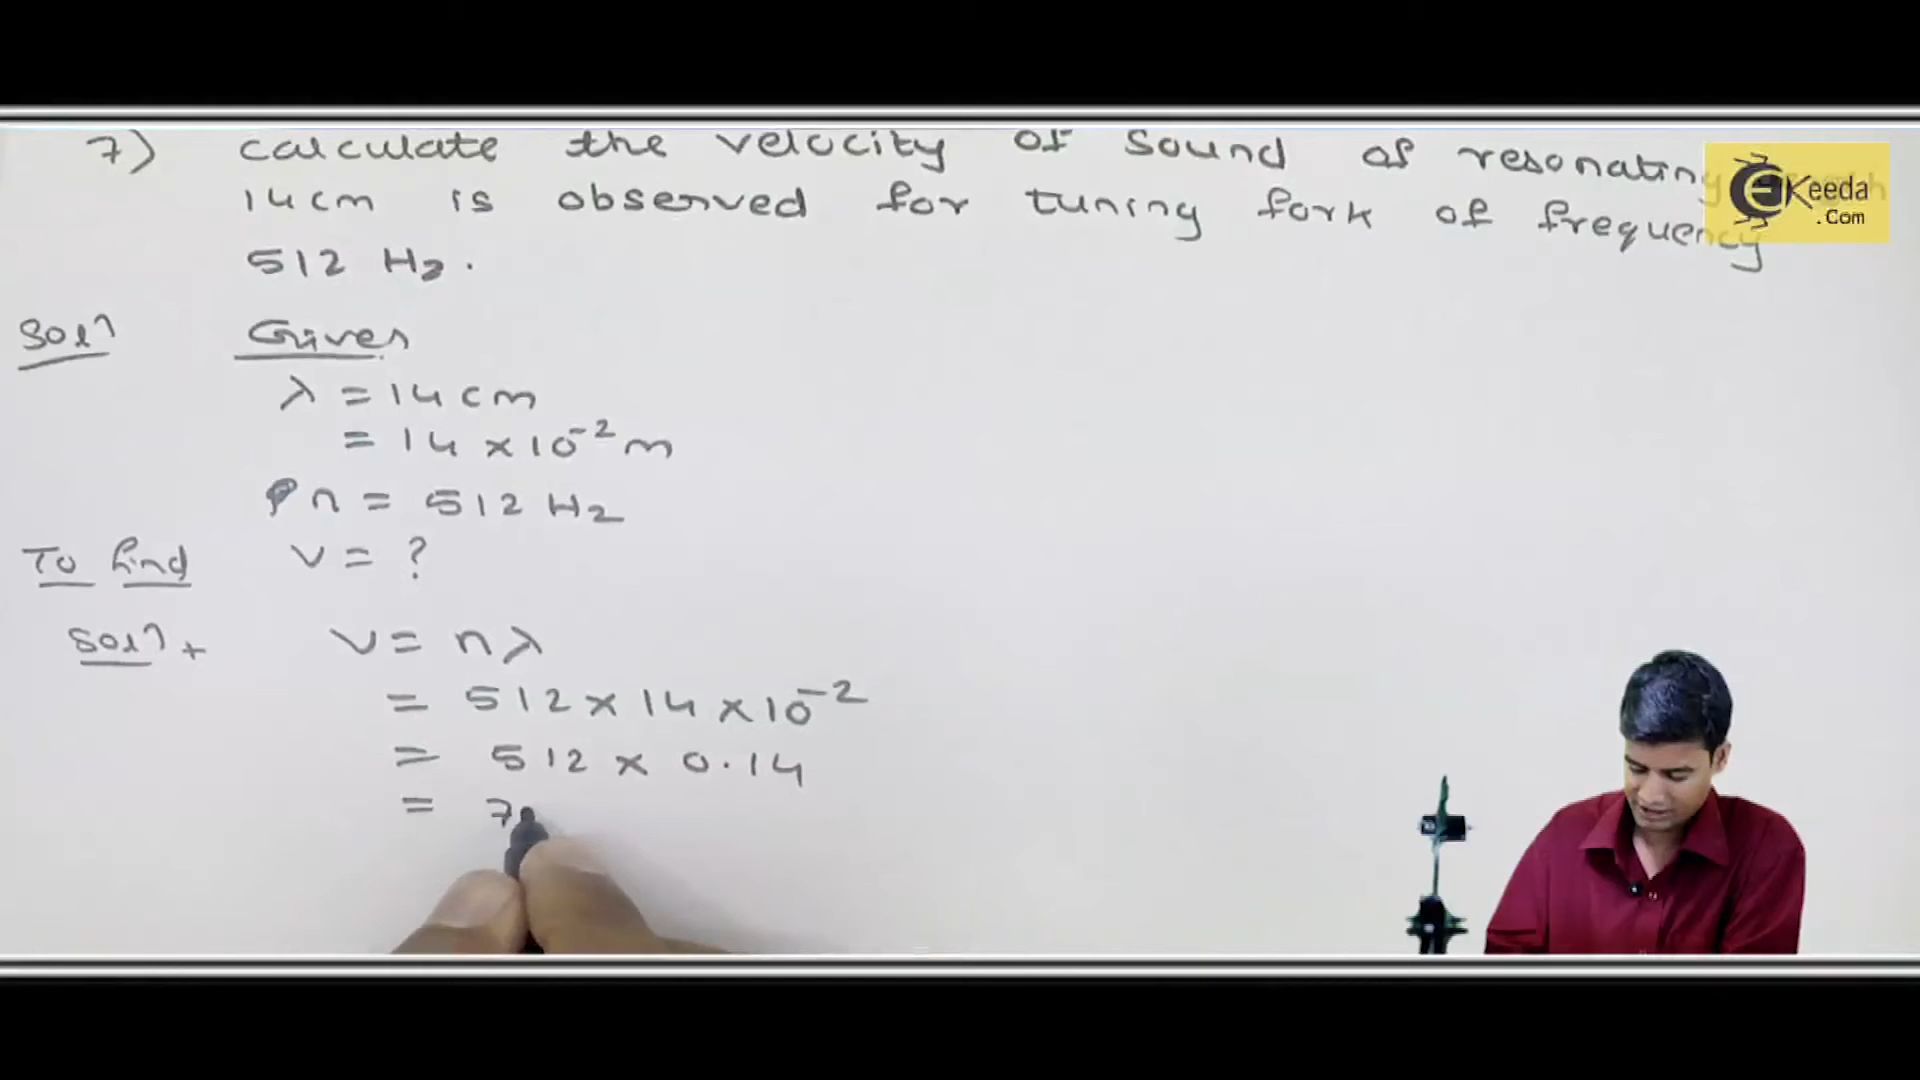 7) calculate the velocity of sound of resonating
14cm is observed for tuning fork of frequency
512 Hz.
Keeda
.Com
Soln Given
λ = 14 cm
= 14 × 10⁻² m
n = 512 Hz
To find v = ?
Soln v = nλ
= 512 × 14 × 10⁻²
= 512 × 0.14
= 7